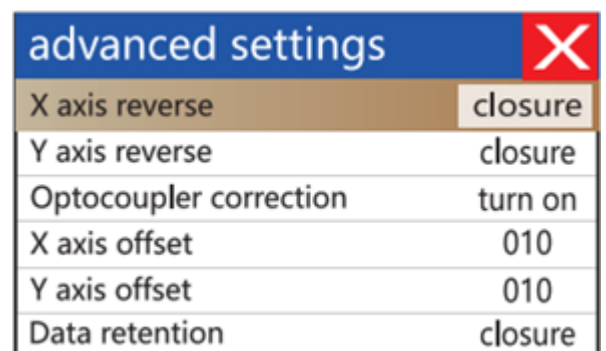 advanced settings X
X axis reverse closure
Y axis reverse closure
Optocoupler correction turn on
X axis offset 010
Y axis offset 010
Data retention closure